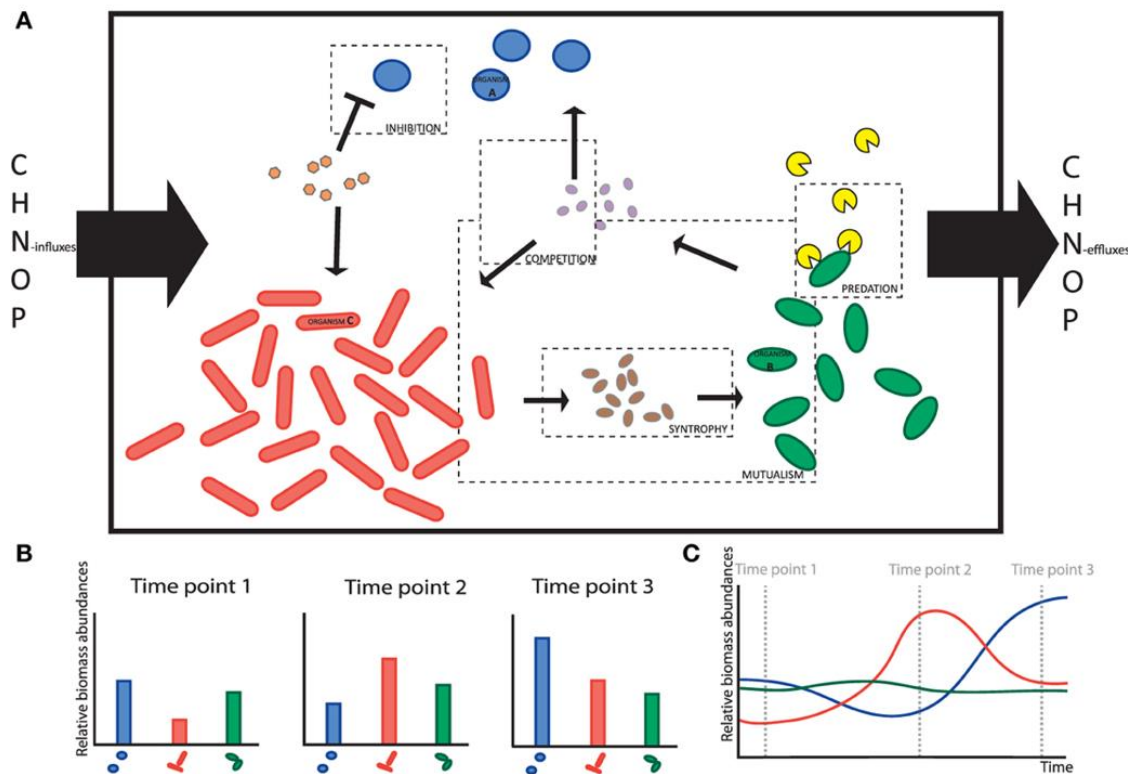 A
C
H
N
O
P
-influxes
ORGANISM
A
INHIBITION
COMPETITION
PREDATION
ORGANISM C
ORGANISM
B
SYNTROPHY
MUTUALISM
C
H
N
O
P
-effluxes
B
Relative biomass abundances
Time point 1
Time point 2
Time point 3
C
Relative biomass abundances
Time point 1
Time point 2
Time point 3
Time